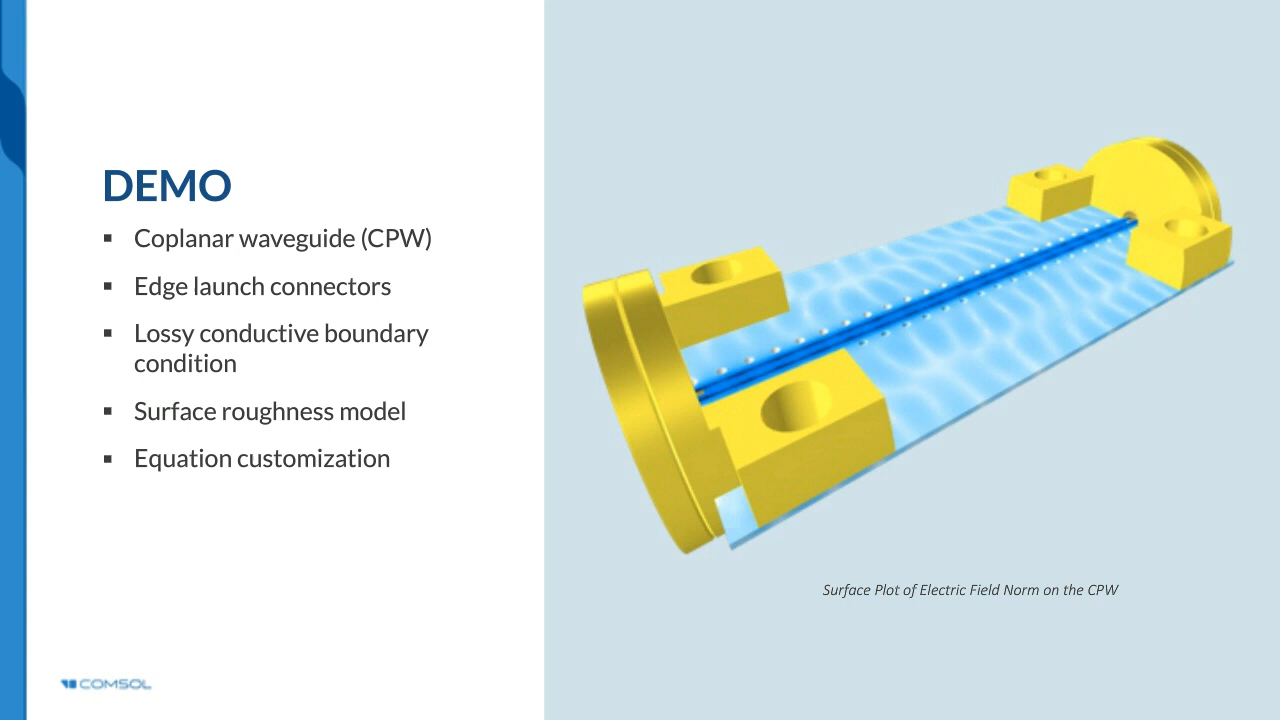 DEMO
▪ Coplanar waveguide (CPW)
▪ Edge launch connectors
▪ Lossy conductive boundary
condition
▪ Surface roughness model
▪ Equation customization
Surface Plot of Electric Field Norm on the CPW
COMSOL